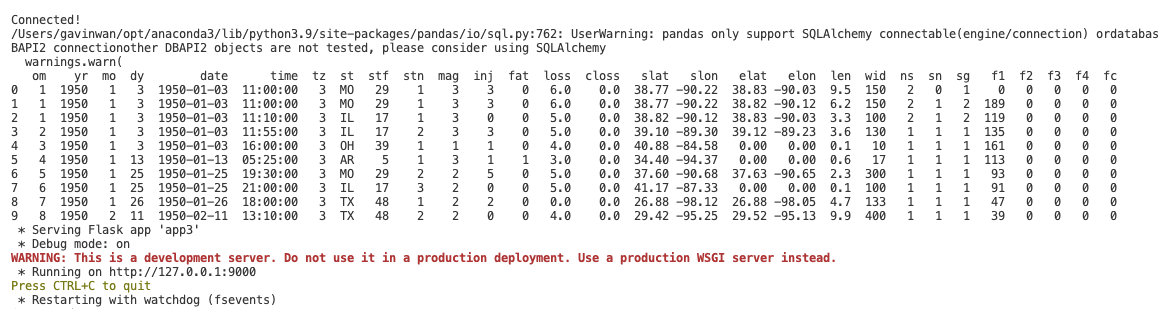 Connected!
/Users/gavinwan/opt/anaconda3/lib/python3.9/site-packages/pandas/io/sql.py:762: UserWarning: pandas only support SQLAlchemy connectable(engine/connection) ordatabas
BAPI2 connectionother DBAPI2 objects are not tested, please consider using SQLAlchemy
  warnings.warn(
   om    yr  mo  dy        date      time  tz  st  stf  stn  mag  inj  fat  loss  closs   slat   slon   elat   elon  len  wid  ns  sn  sg   f1  f2  f3  f4  fc
0   1  1950   1   3  1950-01-03  11:00:00   3  MO   29    1    3    3    0   6.0    0.0  38.77 -90.22  38.83 -90.03  9.5  150   2   0   1    0   0   0   0   0
1   1  1950   1   3  1950-01-03  11:00:00   3  MO   29    1    3    3    0   6.0    0.0  38.77 -90.22  38.82 -90.12  6.2  150   2   1   2  189   0   0   0   0
2   1  1950   1   3  1950-01-03  11:10:00   3  IL   17    1    3    0    0   5.0    0.0  38.82 -90.12  38.83 -90.03  3.3  100   2   1   2  119   0   0   0   0
3   2  1950   1   3  1950-01-03  11:55:00   3  IL   17    2    3    3    0   5.0    0.0  39.10 -89.30  39.12 -89.23  3.6  130   1   1   1  135   0   0   0   0
4   3  1950   1   3  1950-01-03  16:00:00   3  OH   39    1    1    1    0   4.0    0.0  40.88 -84.58   0.00   0.00  0.1   10   1   1   1  161   0   0   0   0
5   4  1950   1  13  1950-01-13  05:25:00   3  AR    5    1    3    1    1   3.0    0.0  34.40 -94.37   0.00   0.00  0.6   17   1   1   1  113   0   0   0   0
6   5  1950   1  25  1950-01-25  19:30:00   3  MO   29    2    2    5    0   5.0    0.0  37.60 -90.68  37.63 -90.65  2.3  300   1   1   1   93   0   0   0   0
7   6  1950   1  25  1950-01-25  21:00:00   3  IL   17    3    2    0    0   5.0    0.0  41.17 -87.33   0.00   0.00  0.1  100   1   1   1   91   0   0   0   0
8   7  1950   1  26  1950-01-26  18:00:00   3  TX   48    1    2    2    0   0.0    0.0  26.88 -98.12  26.88 -98.05  4.7  133   1   1   1   47   0   0   0   0
9   8  1950   2  11  1950-02-11  13:10:00   3  TX   48    2    2    0    0   4.0    0.0  29.42 -95.25  29.52 -95.13  9.9  400   1   1   1   39   0   0   0   0
 * Serving Flask app 'app3'
 * Debug mode: on
WARNING: This is a development server. Do not use it in a production deployment. Use a production WSGI server instead.
 * Running on http://127.0.0.1:9000
Press CTRL+C to quit
 * Restarting with watchdog (fsevents)